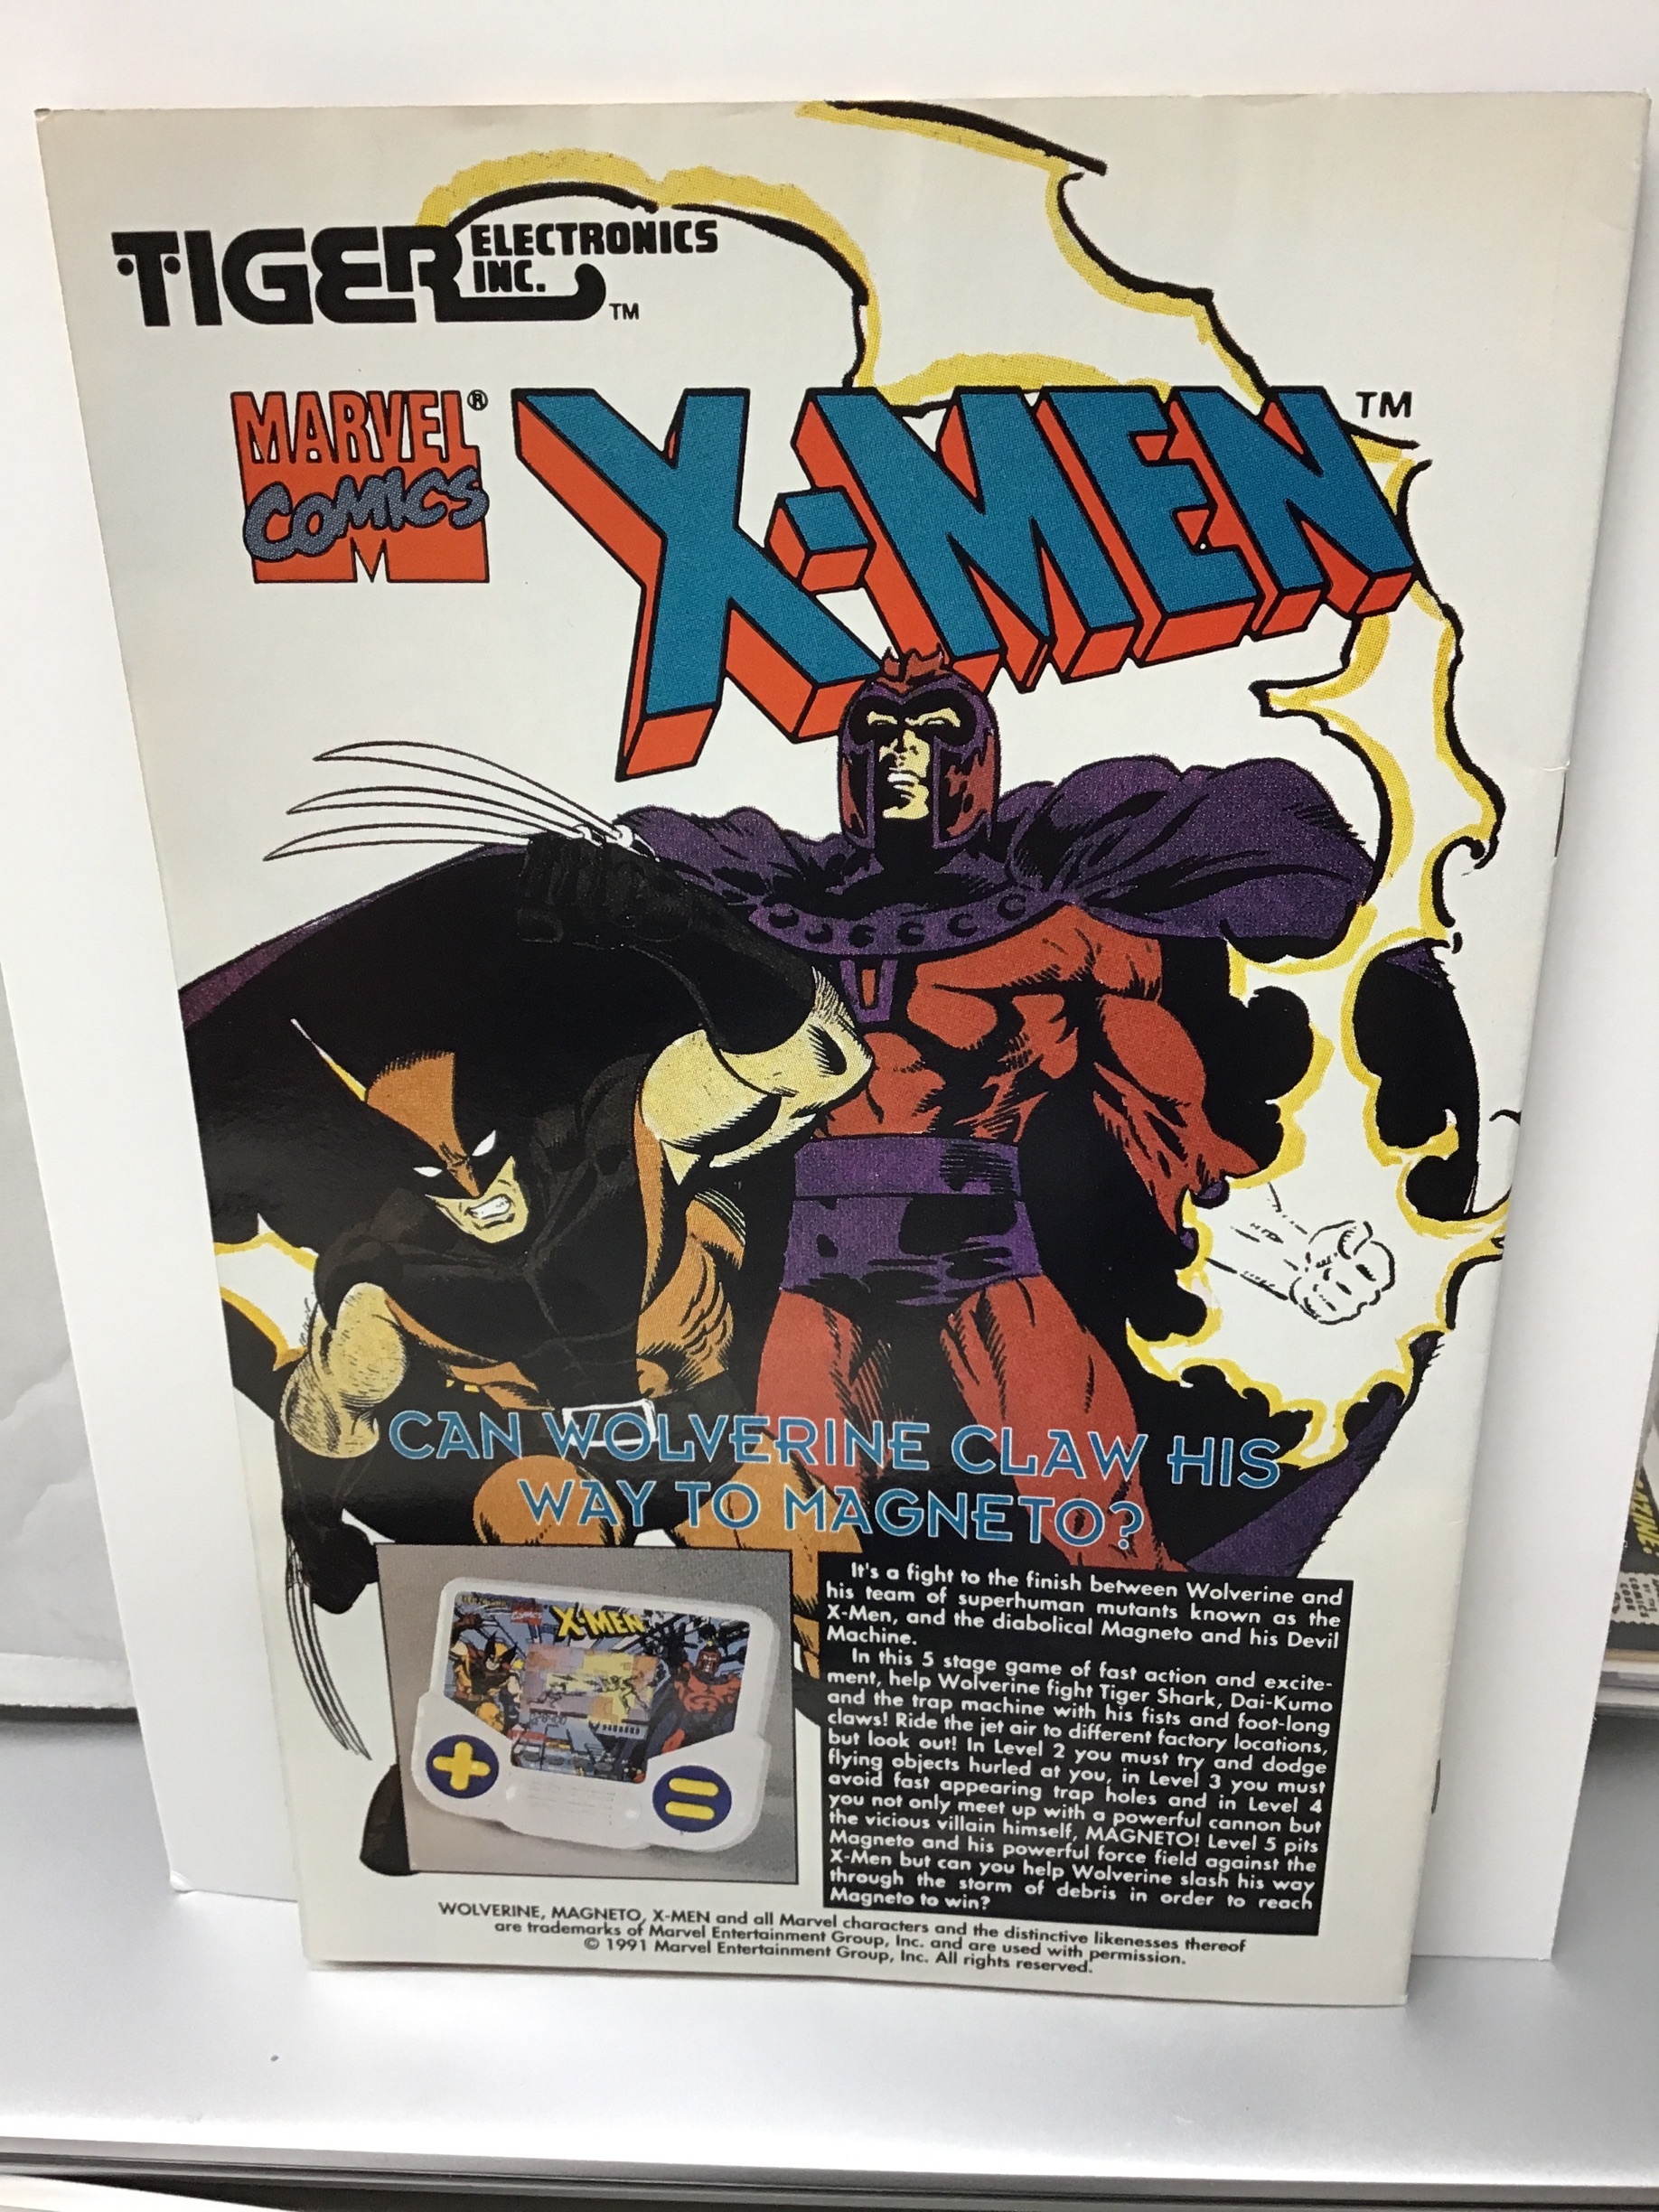 TIGER ELECTRONICS
INC. ™
MARVEL®
COMICS
X-MEN™
CAN WOLVERINE CLAW HIS
WAY TO MAGNETO?
X-MEN
It's a fight to the finish between Wolverine and
his team of superhuman mutants known as the
X-Men, and the diabolical Magneto and his Devil
Machine.
In this 5 stage game of fast action and excite-
ment, help Wolverine fight Tiger Shark, Dai-Kumo
and the trap machine with his fists and foot-long
claws! Ride the jet air to different factory locations,
but look out! In Level 2 you must try and dodge
flying objects hurled at you, in Level 3 you must
avoid fast appearing trap holes and in Level 4
you not only meet up with a powerful cannon but
the vicious villain himself, MAGNETO! Level 5 pits
Magneto and his powerful force field against the
X-Men but can you help Wolverine slash his way
through the storm of debris in order to reach
Magneto to win?
WOLVERINE, MAGNETO, X-MEN and all Marvel characters and the distinctive likenesses thereof
are trademarks of Marvel Entertainment Group, Inc. and are used with permission.
© 1991 Marvel Entertainment Group, Inc. All rights reserved.